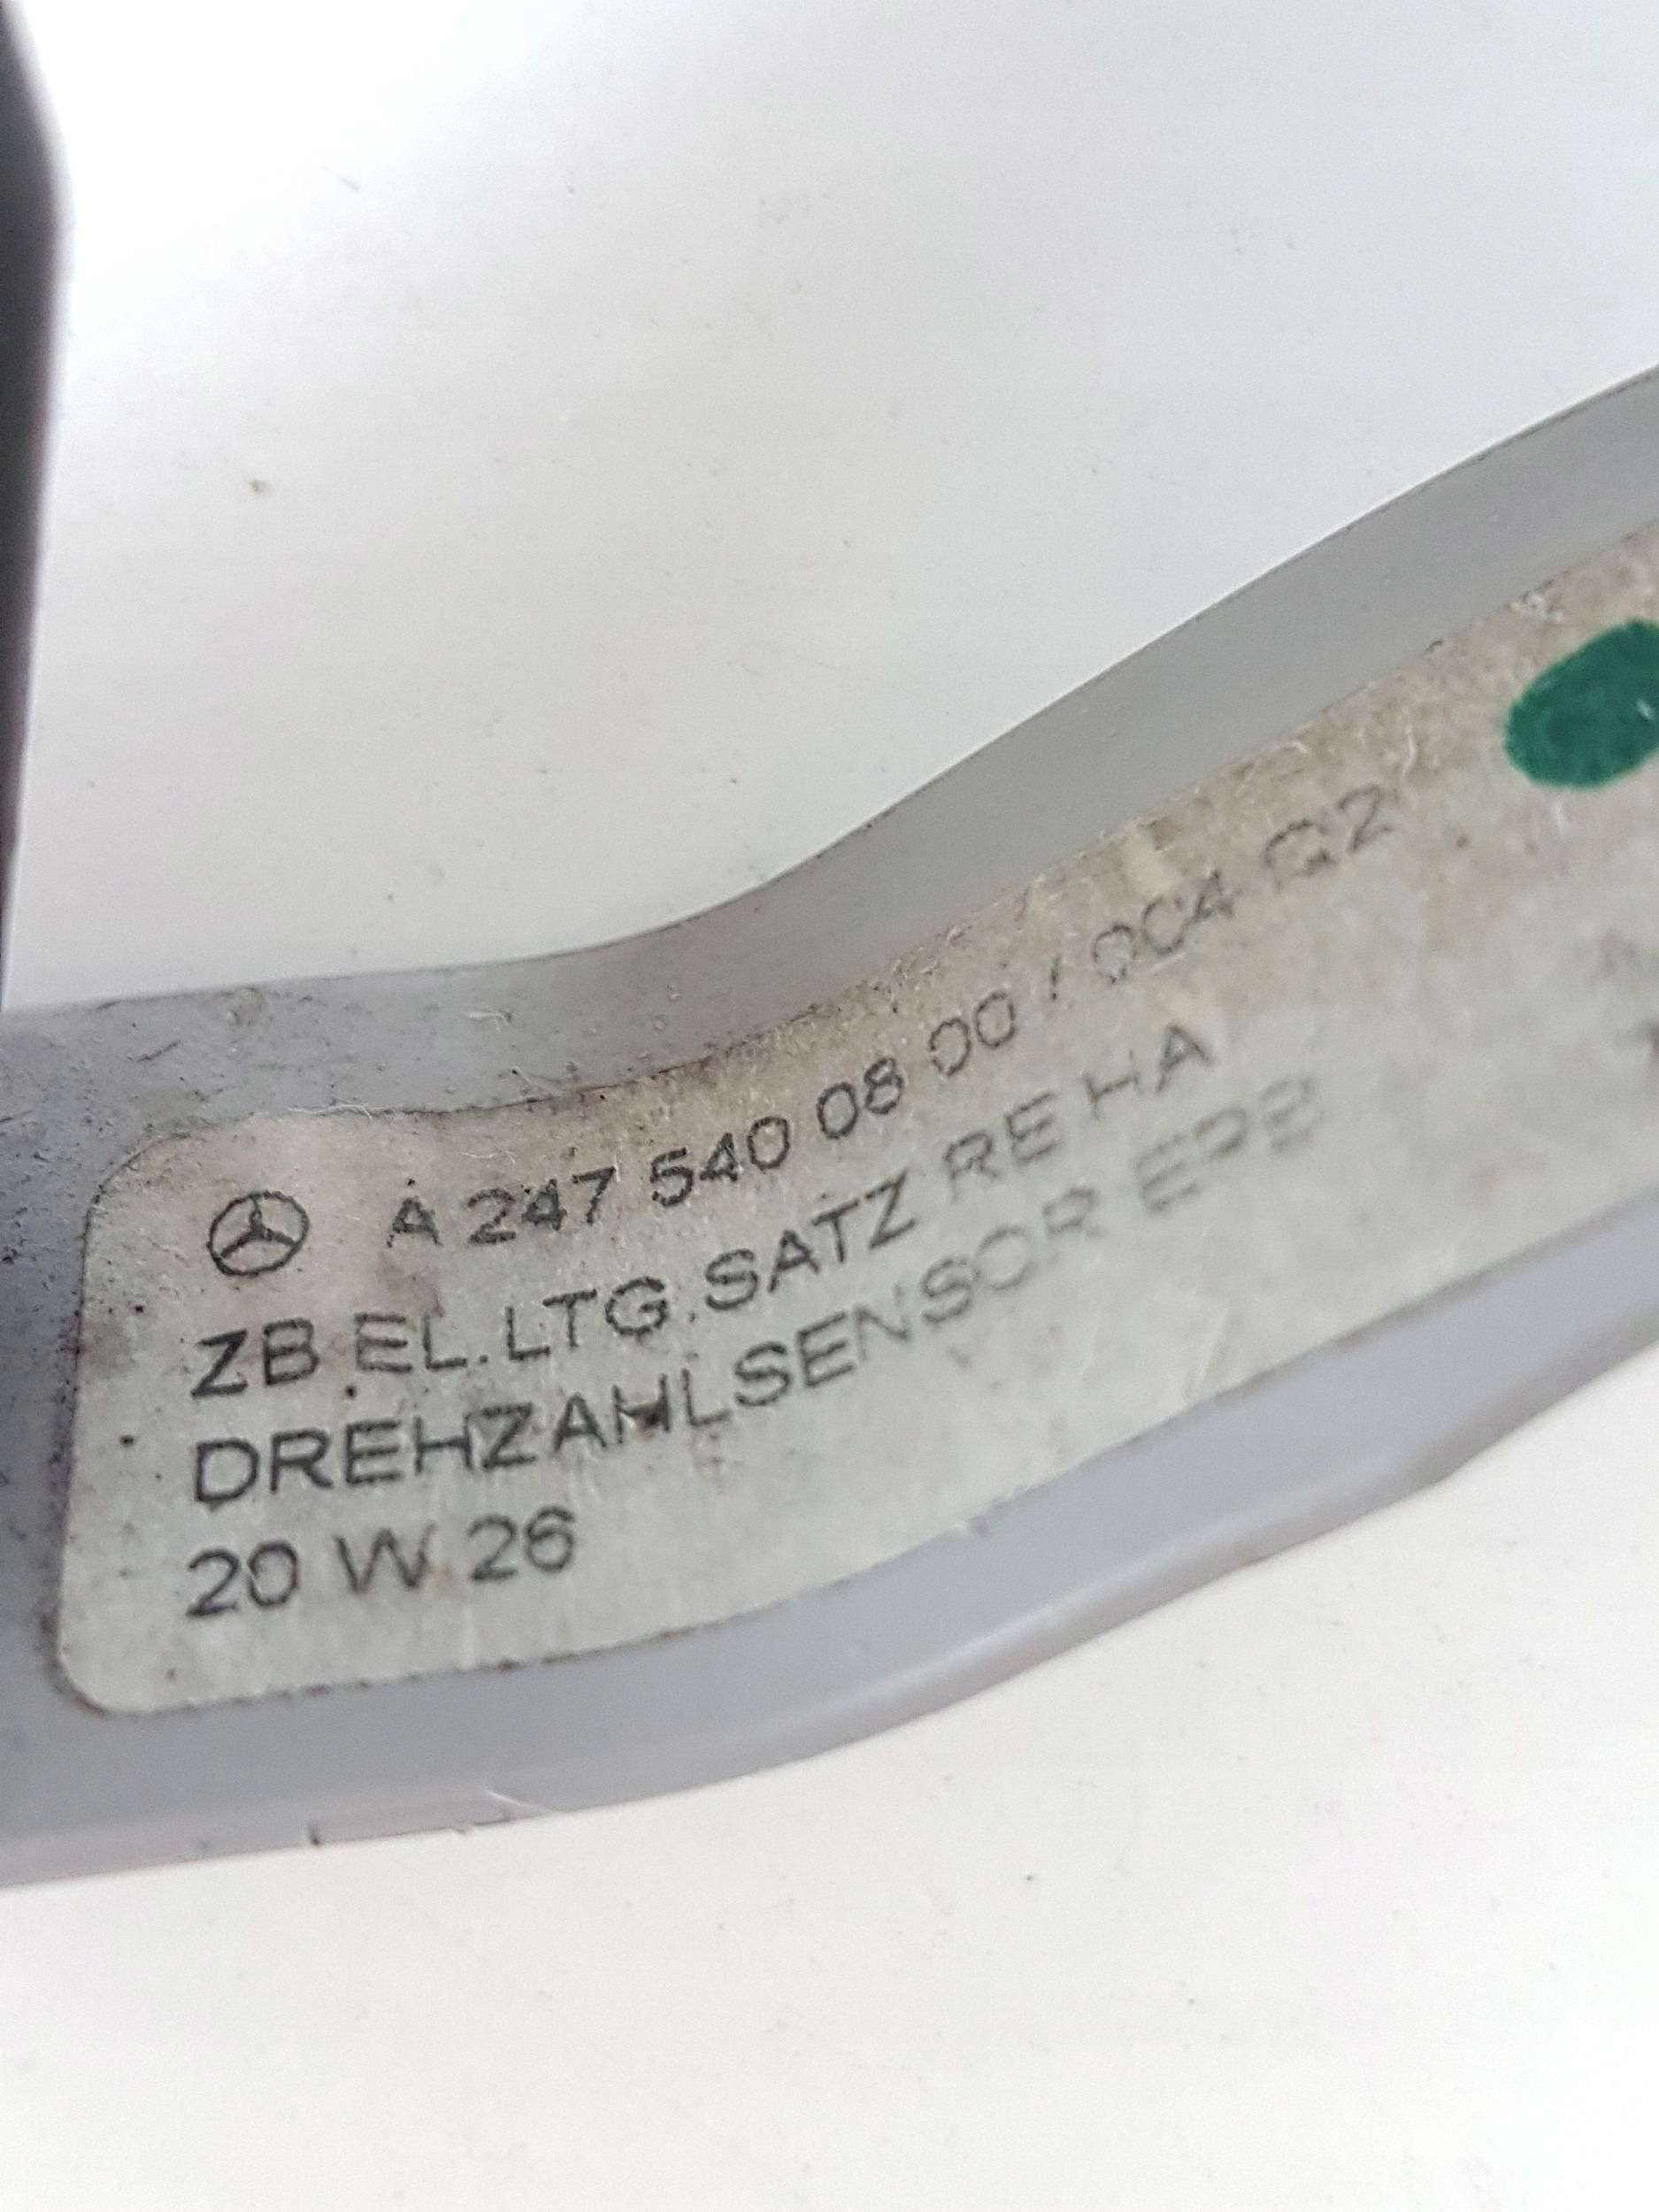 A 247 540 08 00 / 004 Q2
ZB EL.LTG.SATZ RE HA
DREHZAHLSENSOR EPB
20 W 26